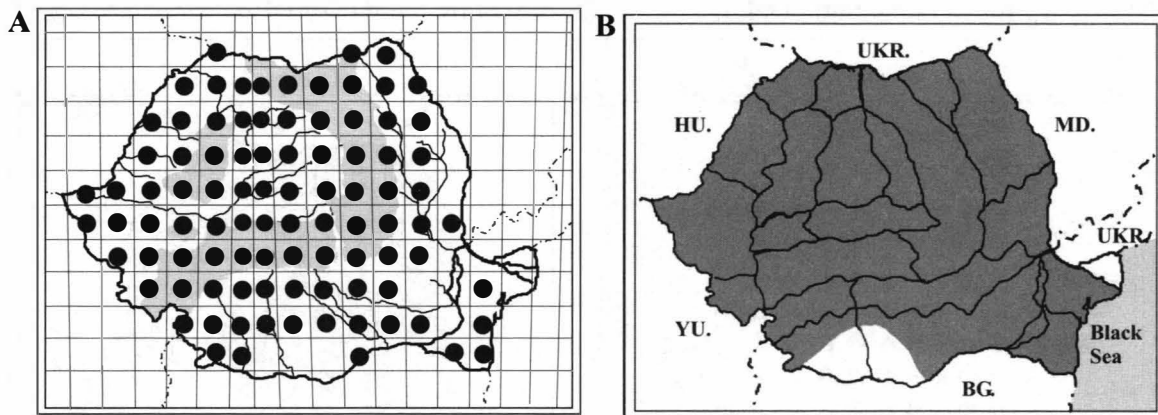 A
B
UKR.
HU.
MD.
UKR.
YU.
Black
Sea
BG.